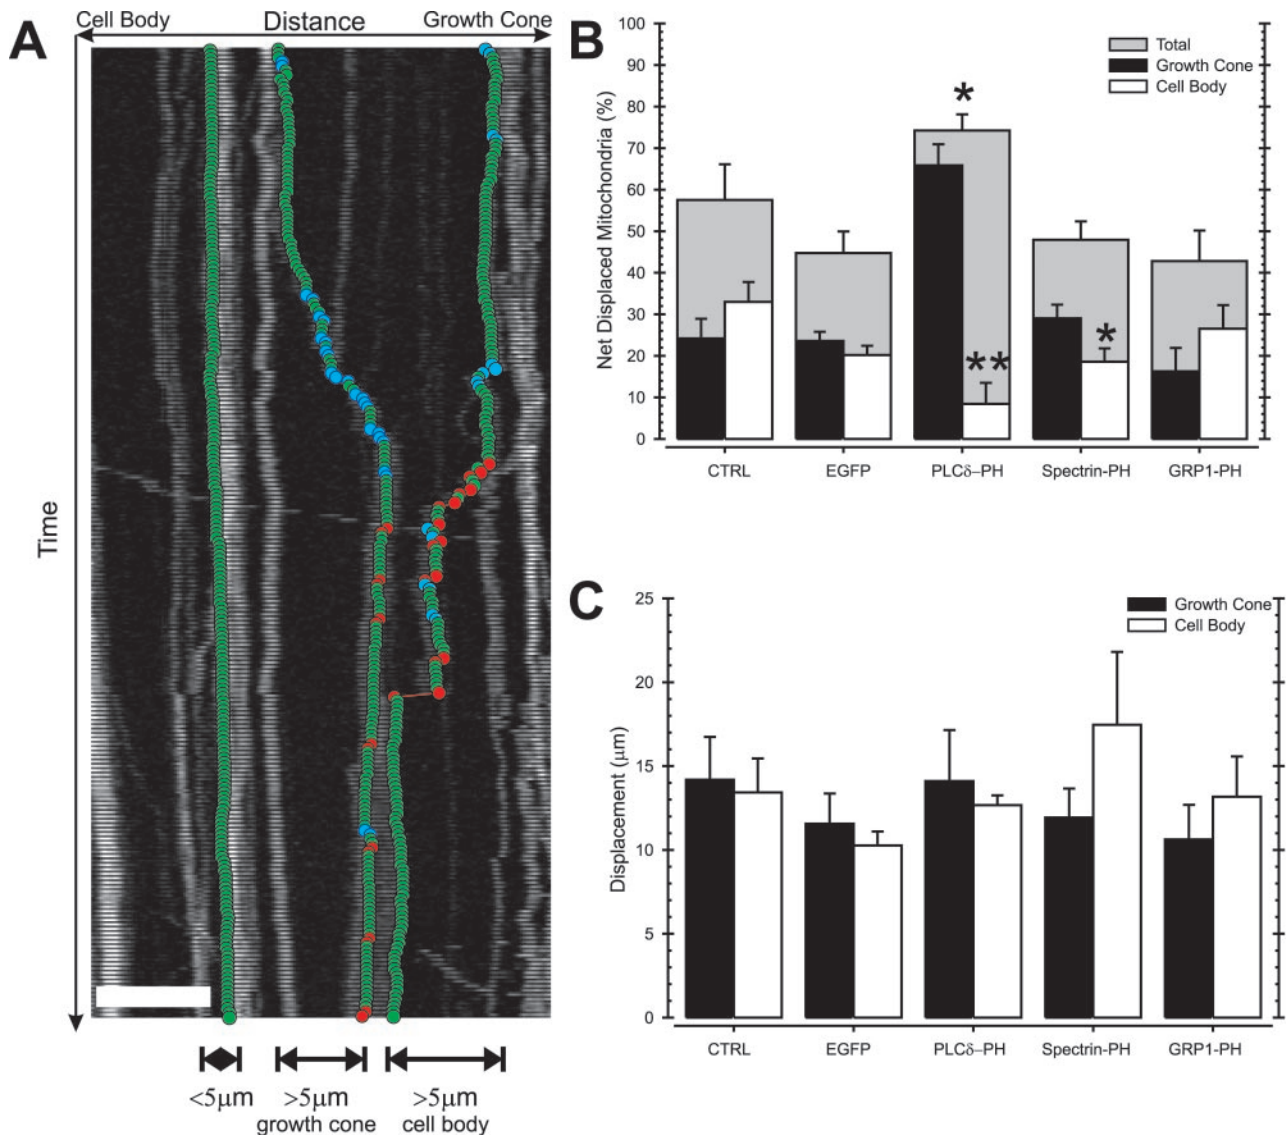 A
Cell Body
Distance
Growth Cone
Time
<5μm
>5μm
growth cone
>5μm
cell body
B
Net Displaced Mitochondria (%)
100
90
80
70
60
50
40
30
20
10
0
Total
Growth Cone
Cell Body
*
**
*
CTRL
EGFP
PLCδ–PH
Spectrin-PH
GRP1-PH
C
Displacement (μm)
25
20
15
10
5
0
Growth Cone
Cell Body
CTRL
EGFP
PLCδ–PH
Spectrin-PH
GRP1-PH